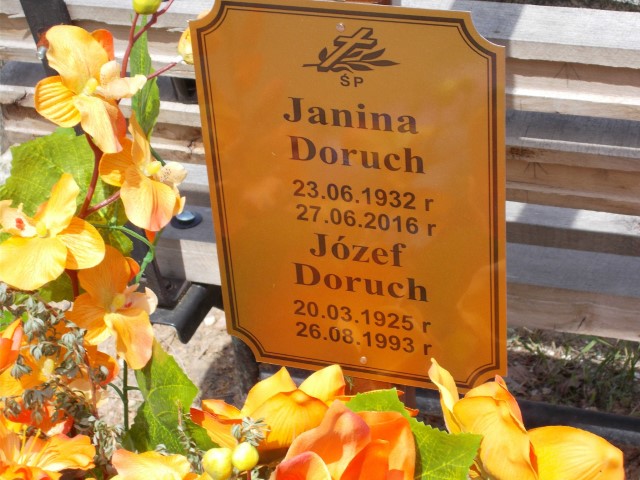 ŚP
Janina
Doruch
23.06.1932 r
27.06.2016 r
Józef
Doruch
20.03.1925 r
26.08.1993 r